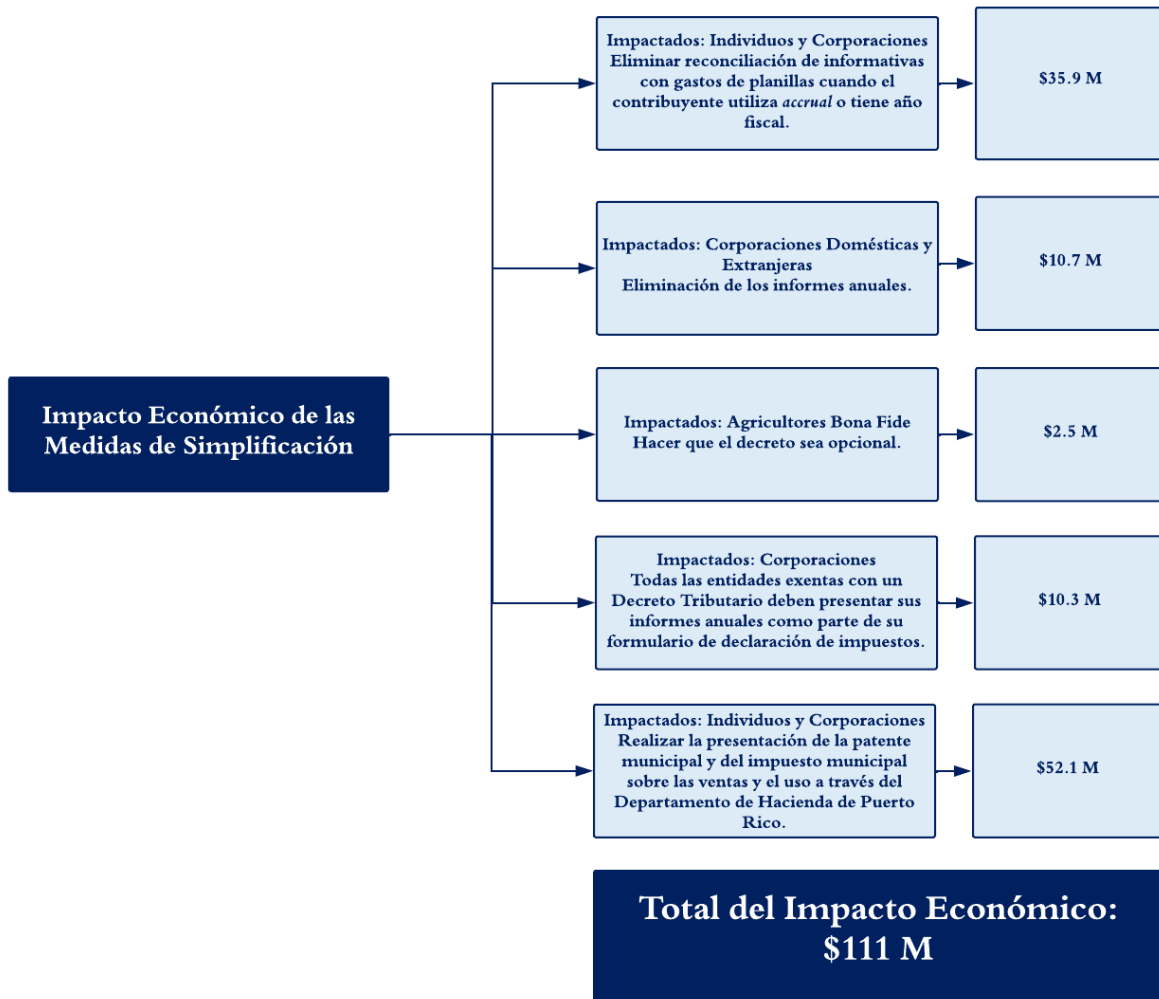 Impactados: Individuos y Corporaciones
Eliminar reconciliación de informativas
con gastos de planillas cuando el
contribuyente utiliza accrual o tiene año
fiscal.
$35.9 M
Impactados: Corporaciones Domésticas y
Extranjeras
Eliminación de los informes anuales.
$10.7 M
Impacto Económico de las
Medidas de Simplificación
Impactados: Agricultores Bona Fide
Hacer que el decreto sea opcional.
$2.5 M
Impactados: Corporaciones
Todas las entidades exentas con un
Decreto Tributario deben presentar sus
informes anuales como parte de su
formulario de declaración de impuestos.
$10.3 M
Impactados: Individuos y Corporaciones
Realizar la presentación de la patente
municipal y del impuesto municipal
sobre las ventas y el uso a través del
Departamento de Hacienda de Puerto
Rico.
$52.1 M
Total del Impacto Económico:
$111 M